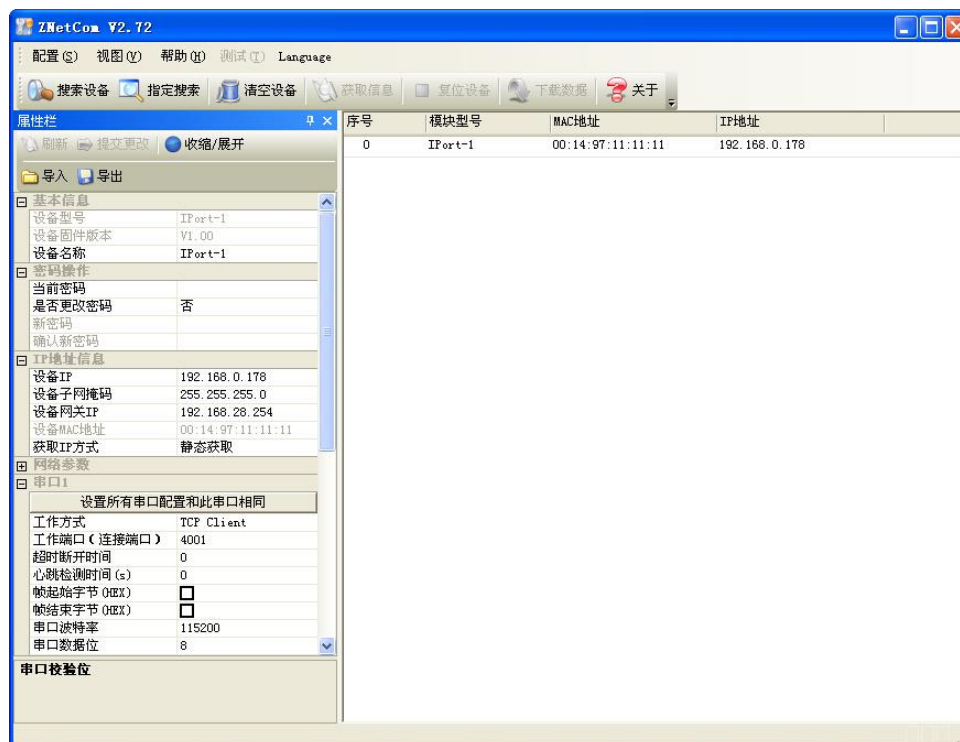 ZNetCom V2.72
配置(S) 视图(V) 帮助(H) 测试(T) Language
搜索设备 指定搜索 清空设备 获取信息 复位设备 下载数据 关于
属性栏
刷新 提交更改 收缩/展开
导入 导出
基本信息
设备型号 IPort-1
设备固件版本 V1.00
设备名称 IPort-1
密码操作
当前密码
是否更改密码 否
新密码
确认新密码
IP地址信息
设备IP 192.168.0.178
设备子网掩码 255.255.255.0
设备网关IP 192.168.28.254
设备MAC地址 00:14:97:11:11:11
获取IP方式 静态获取
网络参数
串口1
设置所有串口配置和此串口相同
工作方式 TCP Client
工作端口(连接端口) 4001
超时断开时间 0
心跳检测时间(s) 0
帧起始字节(HEX)
帧结束字节(HEX)
串口波特率 115200
串口数据位 8
串口校验位
序号 模块型号 MAC地址 IP地址
0 IPort-1 00:14:97:11:11:11 192.168.0.178